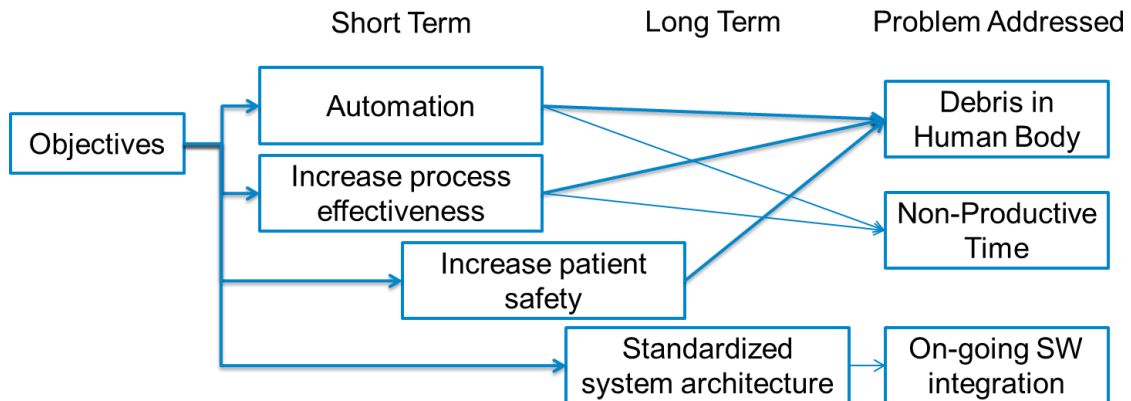 Short Term
Long Term
Problem Addressed
Objectives
Automation
Debris in
Human Body
Increase process
effectiveness
Non-Productive
Time
Increase patient
safety
Standardized
system architecture
On-going SW
integration